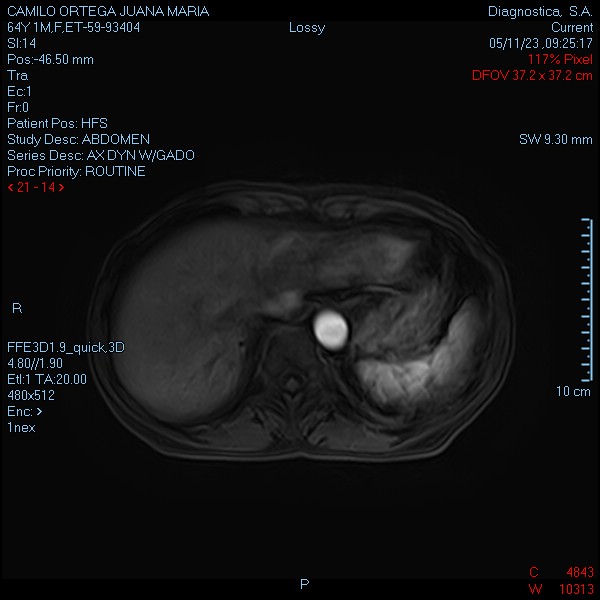 CAMILO ORTEGA JUANA MARIA
64Y 1M,F,ET-59-93404
SI:14
Pos:-46.50 mm
Tra
Ec:1
Fr:0
Patient Pos: HFS
Study Desc: ABDOMEN
Series Desc: AX DYN W/GADO
Proc Priority: ROUTINE
< 21 - 14 >
Lossy
Diagnostica, S.A.
Current
05/11/23 ,09:25:17
117% Pixel
DFOV 37.2 x 37.2 cm
SW 9.30 mm
R
FFE3D1.9_quick,3D
4.80//1.90
Etl:1 TA:20.00
480x512
Enc: >
1nex
10 cm
P
C 4843
W 10313